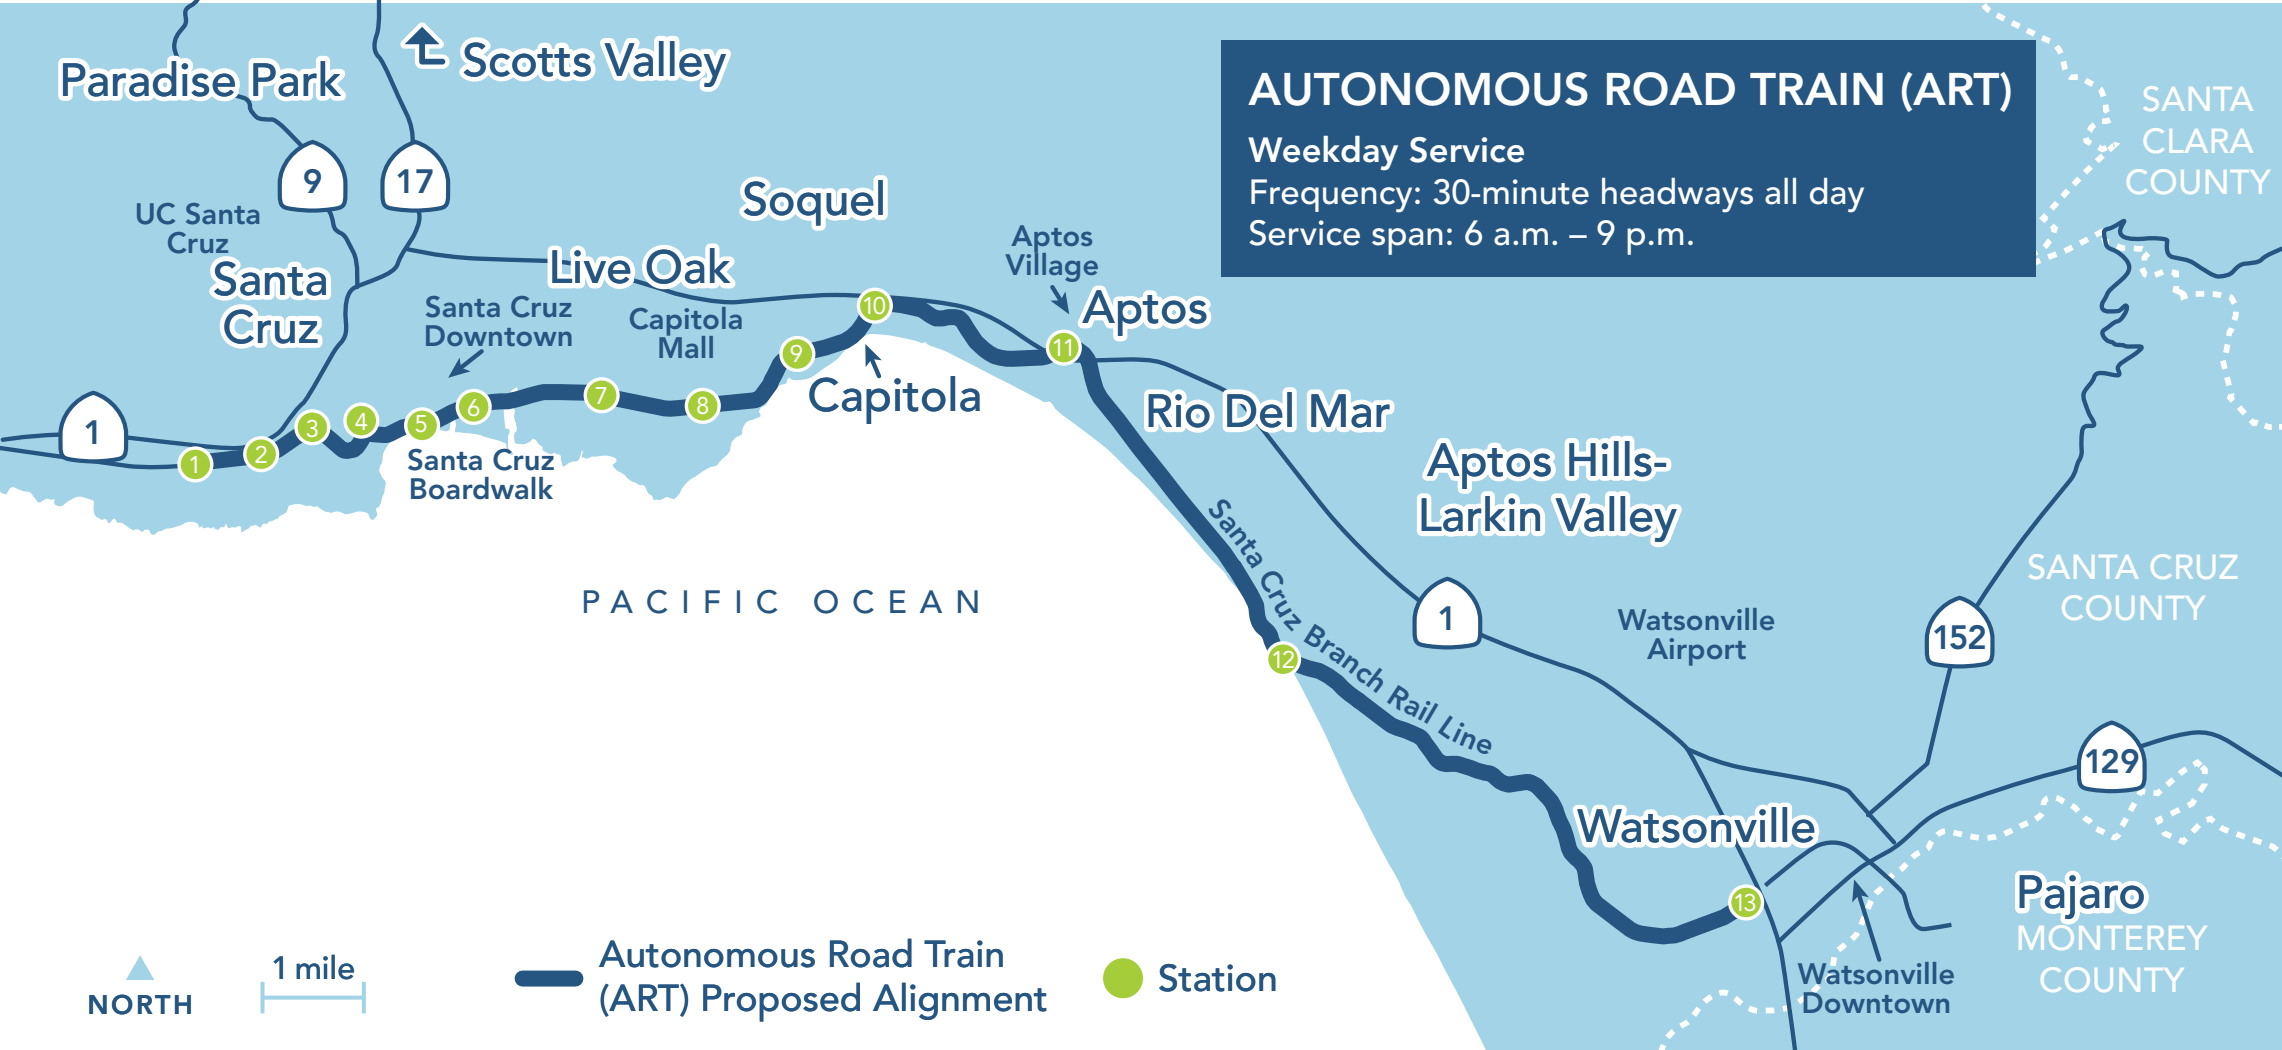 Paradise Park
Scotts Valley
AUTONOMOUS ROAD TRAIN (ART)
Weekday Service
Frequency: 30-minute headways all day
Service span: 6 a.m. – 9 p.m.
SANTA
CLARA
COUNTY
9
17
UC Santa
Cruz
Santa
Cruz
Soquel
Live Oak
Aptos
Village
Aptos
Santa Cruz
Downtown
Capitola
Mall
Capitola
Rio Del Mar
Aptos Hills-
Larkin Valley
1
1
2
3
4
5
6
7
8
9
10
11
Santa Cruz
Boardwalk
PACIFIC OCEAN
Santa Cruz Branch Rail Line
12
1
Watsonville
Airport
SANTA CRUZ
COUNTY
152
129
Watsonville
13
Pajaro
MONTEREY
COUNTY
Watsonville
Downtown
NORTH
1 mile
Autonomous Road Train
(ART) Proposed Alignment
Station